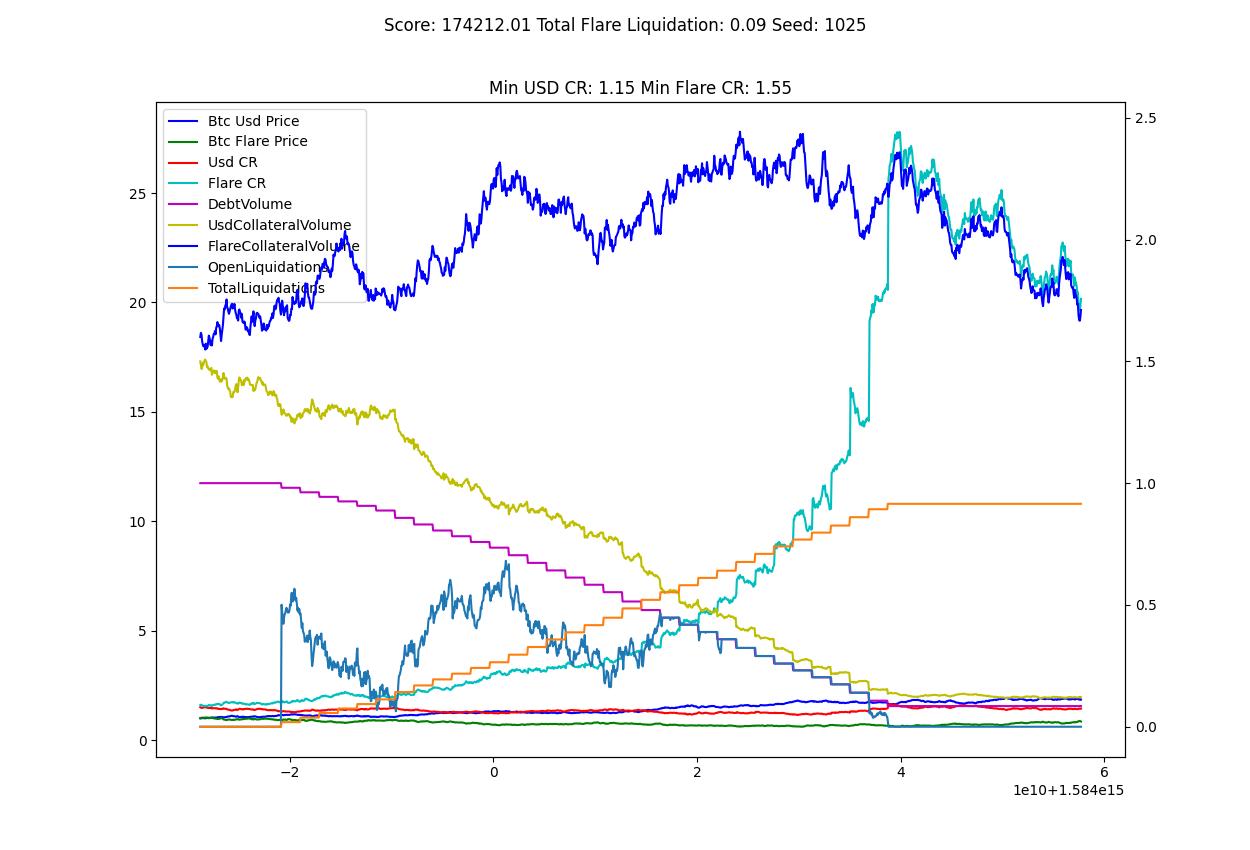 Score: 174212.01 Total Flare Liquidation: 0.09 Seed: 1025
Min USD CR: 1.15 Min Flare CR: 1.55
Btc Usd Price
Btc Flare Price
Usd CR
Flare CR
DebtVolume
UsdCollateralVolume
FlareCollateralVolume
OpenLiquidations
TotalLiquidations
25
20
15
10
5
0
2.5
2.0
1.5
1.0
0.5
0.0
−2 0 2 4 6
1e10+1.584e15